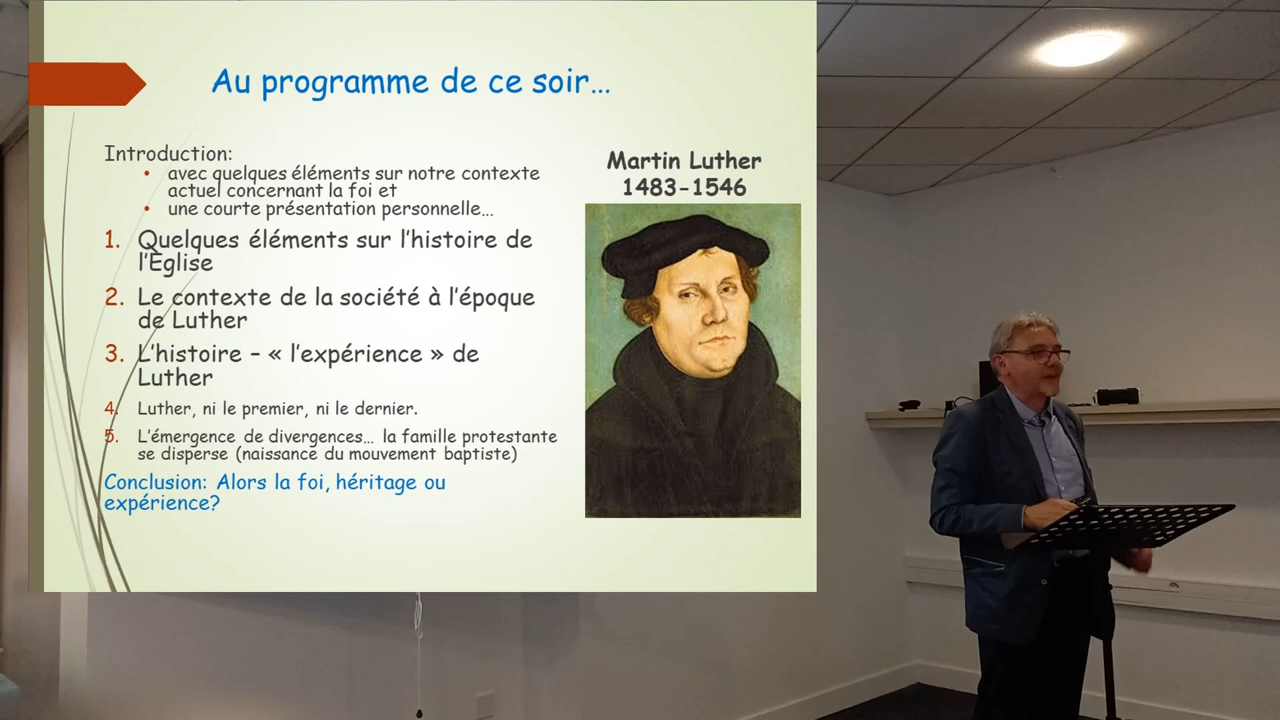 Au programme de ce soir...
Introduction:
• avec quelques éléments sur notre contexte
actuel concernant la foi et
• une courte présentation personnelle...
1. Quelques éléments sur l'histoire de
l'Eglise
2. Le contexte de la société à l'époque
de Luther
3. L'histoire – « l'expérience » de
Luther
4. Luther, ni le premier, ni le dernier.
5. L'émergence de divergences... la famille protestante
se disperse (naissance du mouvement baptiste)
Conclusion: Alors la foi, héritage ou
expérience?
Martin Luther
1483-1546